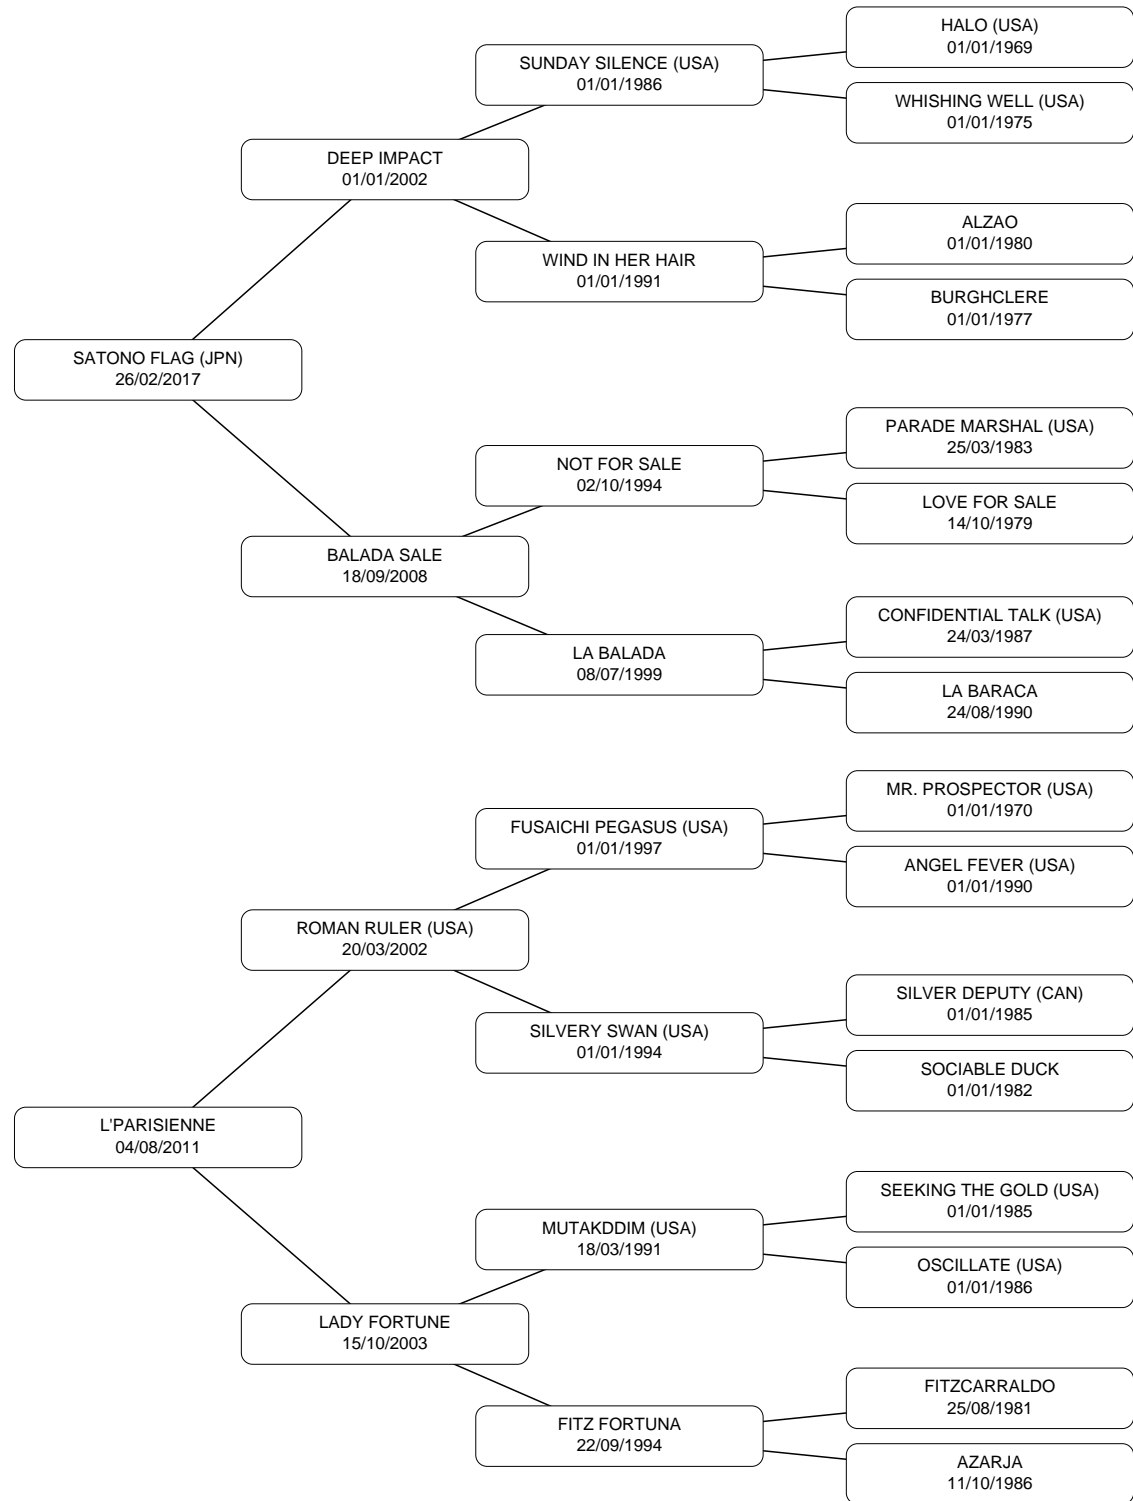 HALO (USA)
01/01/1969
SUNDAY SILENCE (USA)
01/01/1986
WHISHING WELL (USA)
01/01/1975
DEEP IMPACT
01/01/2002
ALZAO
01/01/1980
WIND IN HER HAIR
01/01/1991
BURGHCLERE
01/01/1977
SATONO FLAG (JPN)
26/02/2017
PARADE MARSHAL (USA)
25/03/1983
NOT FOR SALE
02/10/1994
LOVE FOR SALE
14/10/1979
BALADA SALE
18/09/2008
CONFIDENTIAL TALK (USA)
24/03/1987
LA BALADA
08/07/1999
LA BARACA
24/08/1990
MR. PROSPECTOR (USA)
01/01/1970
FUSAICHI PEGASUS (USA)
01/01/1997
ANGEL FEVER (USA)
01/01/1990
ROMAN RULER (USA)
20/03/2002
SILVER DEPUTY (CAN)
01/01/1985
SILVERY SWAN (USA)
01/01/1994
SOCIABLE DUCK
01/01/1982
L'PARISIENNE
04/08/2011
SEEKING THE GOLD (USA)
01/01/1985
MUTAKDDIM (USA)
18/03/1991
OSCILLATE (USA)
01/01/1986
LADY FORTUNE
15/10/2003
FITZCARRALDO
25/08/1981
FITZ FORTUNA
22/09/1994
AZARJA
11/10/1986